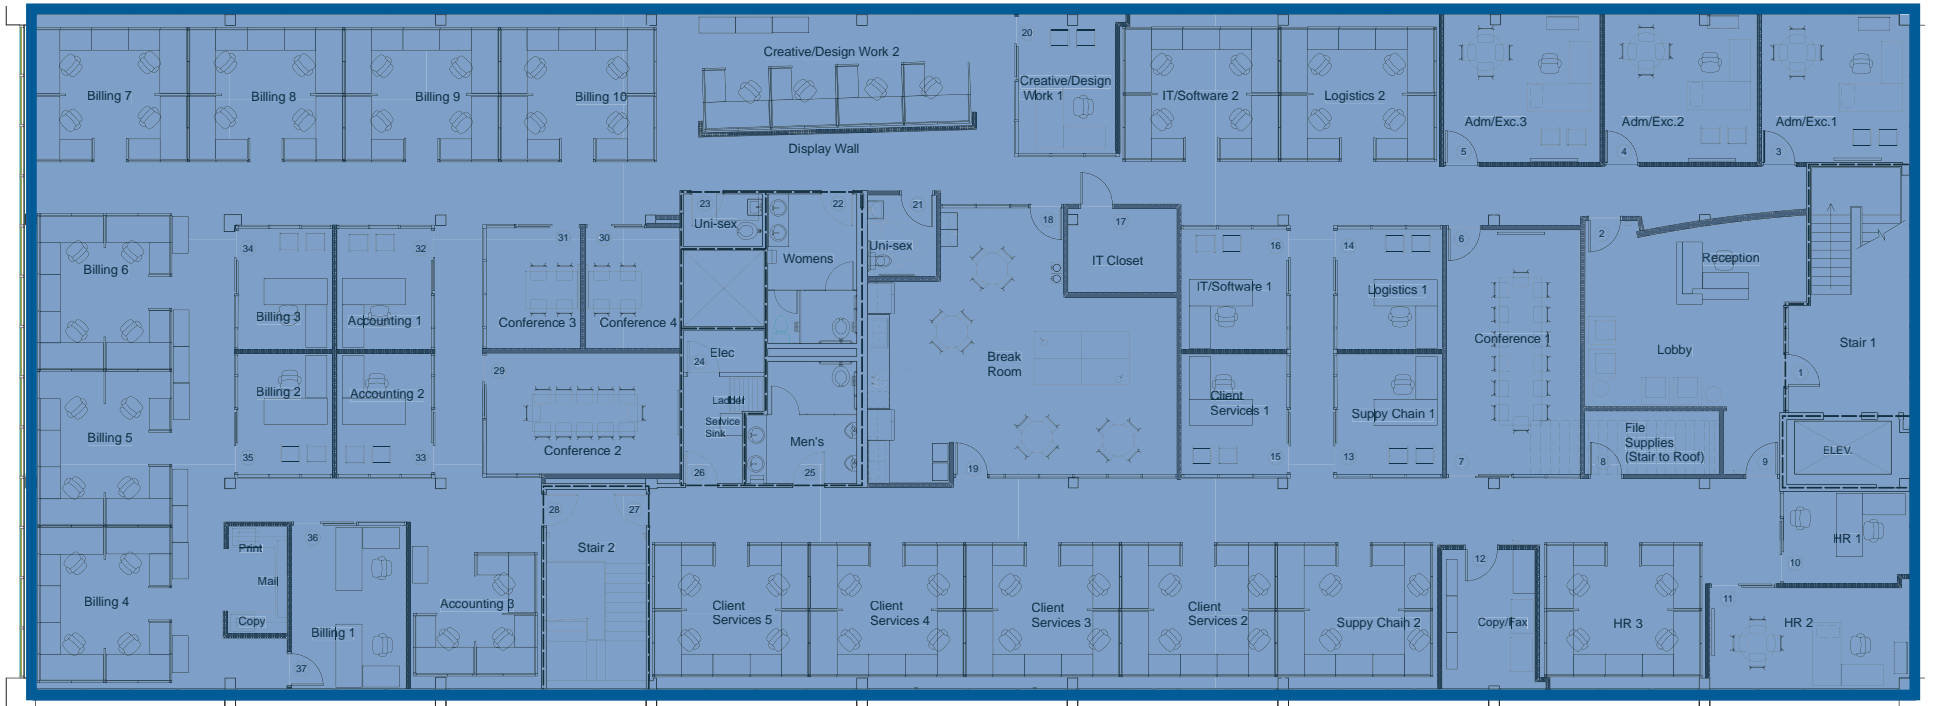 Creative/Design Work 2
20
Creative/Design
Work 1
Billing 7
Billing 8
Billing 9
Billing 10
IT/Software 2
Logistics 2
Adm/Exc.3
Adm/Exc.2
Adm/Exc.1
Display Wall
5
4
3
23
22
21
18
17
Uni-sex
34
32
31
30
Uni-sex
16
14
6
2
Billing 6
Womens
IT Closet
Reception
IT/Software 1
Logistics 1
Billing 3
Accounting 1
Conference 3
Conference 4
Conference 1
Elec
24
Break
Room
Lobby
Stair 1
29
1
Billing 2
Accounting 2
Ladder
Client
Services 1
Suppy Chain 1
Service
Sink
Billing 5
Men's
File
Supplies
(Stair to Roof)
Conference 2
ELEV.
35
33
26
25
19
15
13
7
8
9
28
27
36
Print
Stair 2
HR 1
12
10
Mail
Billing 4
Accounting 3
Client
Services 5
Client
Services 4
Client
Services 3
Client
Services 2
Suppy Chain 2
Copy/Fax
HR 3
11
HR 2
Copy
Billing 1
37